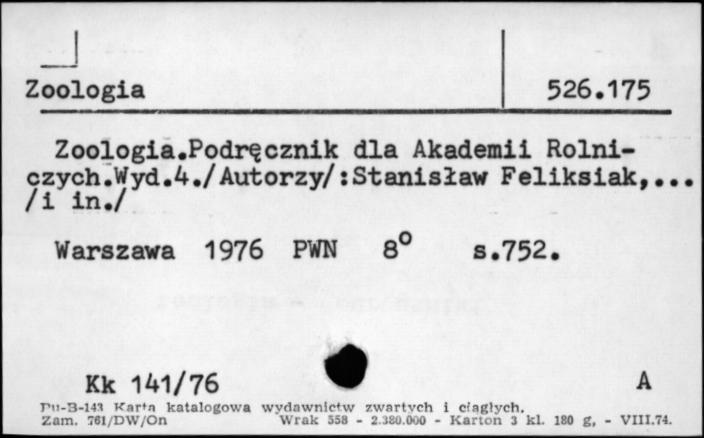 Zoologia 526.175
Zoologia.Podręcznik dla Akademii Rolni-
czych.Wyd.4./Autorzy/:Stanisław Feliksiak,...
/i in./
Warszawa 1976 PWN 8° s.752.
Kk 141/76 A
Pu-B-143 Karta katalogowa wydawnictw zwartych i ciągłych.
Zam. 761/DW/On Wrak 558 - 2.380.000 - Karton 3 kl. 180 g, - VIII.74.